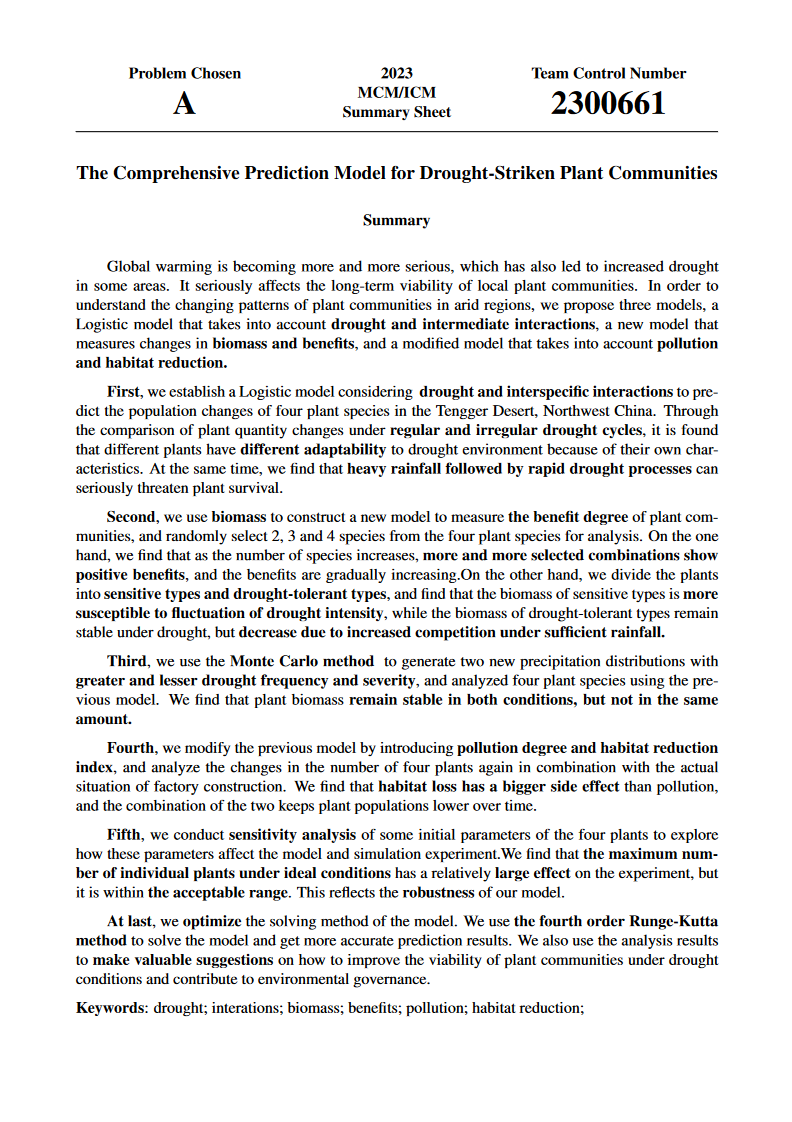 Problem Chosen
A
2023
MCM/ICM
Summary Sheet
Team Control Number
2300661
The Comprehensive Prediction Model for Drought-Striken Plant Communities
Summary
Global warming is becoming more and more serious, which has also led to increased drought
in some areas. It seriously affects the long-term viability of local plant communities. In order to
understand the changing patterns of plant communities in arid regions, we propose three models, a
Logistic model that takes into account drought and intermediate interactions, a new model that
measures changes in biomass and benefits, and a modified model that takes into account pollution
and habitat reduction.
First, we establish a Logistic model considering drought and interspecific interactions to pre-
dict the population changes of four plant species in the Tengger Desert, Northwest China. Through
the comparison of plant quantity changes under regular and irregular drought cycles, it is found
that different plants have different adaptability to drought environment because of their own char-
acteristics. At the same time, we find that heavy rainfall followed by rapid drought processes can
seriously threaten plant survival.
Second, we use biomass to construct a new model to measure the benefit degree of plant com-
munities, and randomly select 2, 3 and 4 species from the four plant species for analysis. On the one
hand, we find that as the number of species increases, more and more selected combinations show
positive benefits, and the benefits are gradually increasing.On the other hand, we divide the plants
into sensitive types and drought-tolerant types, and find that the biomass of sensitive types is more
susceptible to fluctuation of drought intensity, while the biomass of drought-tolerant types remain
stable under drought, but decrease due to increased competition under sufficient rainfall.
Third, we use the Monte Carlo method to generate two new precipitation distributions with
greater and lesser drought frequency and severity, and analyzed four plant species using the pre-
vious model. We find that plant biomass remain stable in both conditions, but not in the same
amount.
Fourth, we modify the previous model by introducing pollution degree and habitat reduction
index, and analyze the changes in the number of four plants again in combination with the actual
situation of factory construction. We find that habitat loss has a bigger side effect than pollution,
and the combination of the two keeps plant populations lower over time.
Fifth, we conduct sensitivity analysis of some initial parameters of the four plants to explore
how these parameters affect the model and simulation experiment.We find that the maximum num-
ber of individual plants under ideal conditions has a relatively large effect on the experiment, but
it is within the acceptable range. This reflects the robustness of our model.
At last, we optimize the solving method of the model. We use the fourth order Runge-Kutta
method to solve the model and get more accurate prediction results. We also use the analysis results
to make valuable suggestions on how to improve the viability of plant communities under drought
conditions and contribute to environmental governance.
Keywords: drought; interations; biomass; benefits; pollution; habitat reduction;